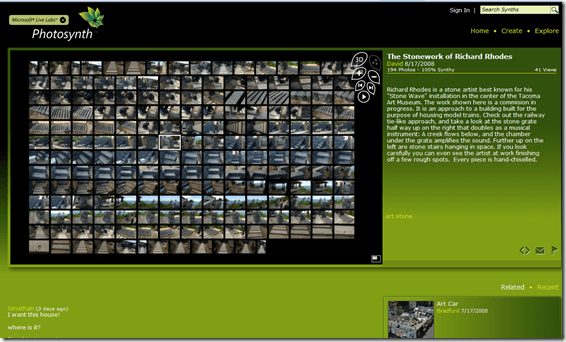 Microsoft® Live Labs™
Photosynth
Sign In |
Search Synths
Home • Create • Explore
3D
The Stonework of Richard Rhodes
David 8/17/2008
194 Photos - 100% Synthy
41 Views
Richard Rhodes is a stone artist best known for his
"Stone Wave" installation in the center of the Tacoma
Art Museum. The work shown here is a commision in
progress. It is an approach to a building built for the
purpose of housing model trains. Check out the railway
tie-like approach, and take a look at the stone grate
half way up on the right that doubles as a musical
instrument: A creek flows below, and the chamber
under the grate amplifies the sound. Further up on the
left are stone stairs hanging in space. If you look
carefully you can even see the artist at work finishing
off a few rough spots. Every piece is hand-chiselled.
art stone
Related • Recent
Jonathan (3 days ago)
I want this house!
where is it?
Art Car
Bradford 7/17/2008